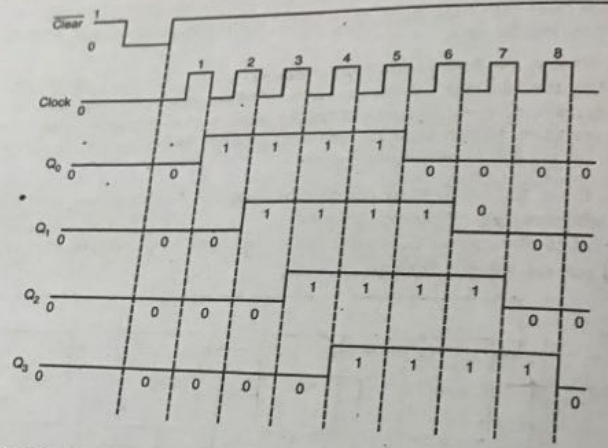 1
Clear
0
1 2 3 4 5 6 7 8
Clock 0
1 1 1 1
Q0 0 0 0 0 0 0
1 1 1 1 0
Q1 0 0 0 0 0
1 1 1 1
Q2 0 0 0 0 0 0
1 1 1 1
Q3 0 0 0 0 0 0